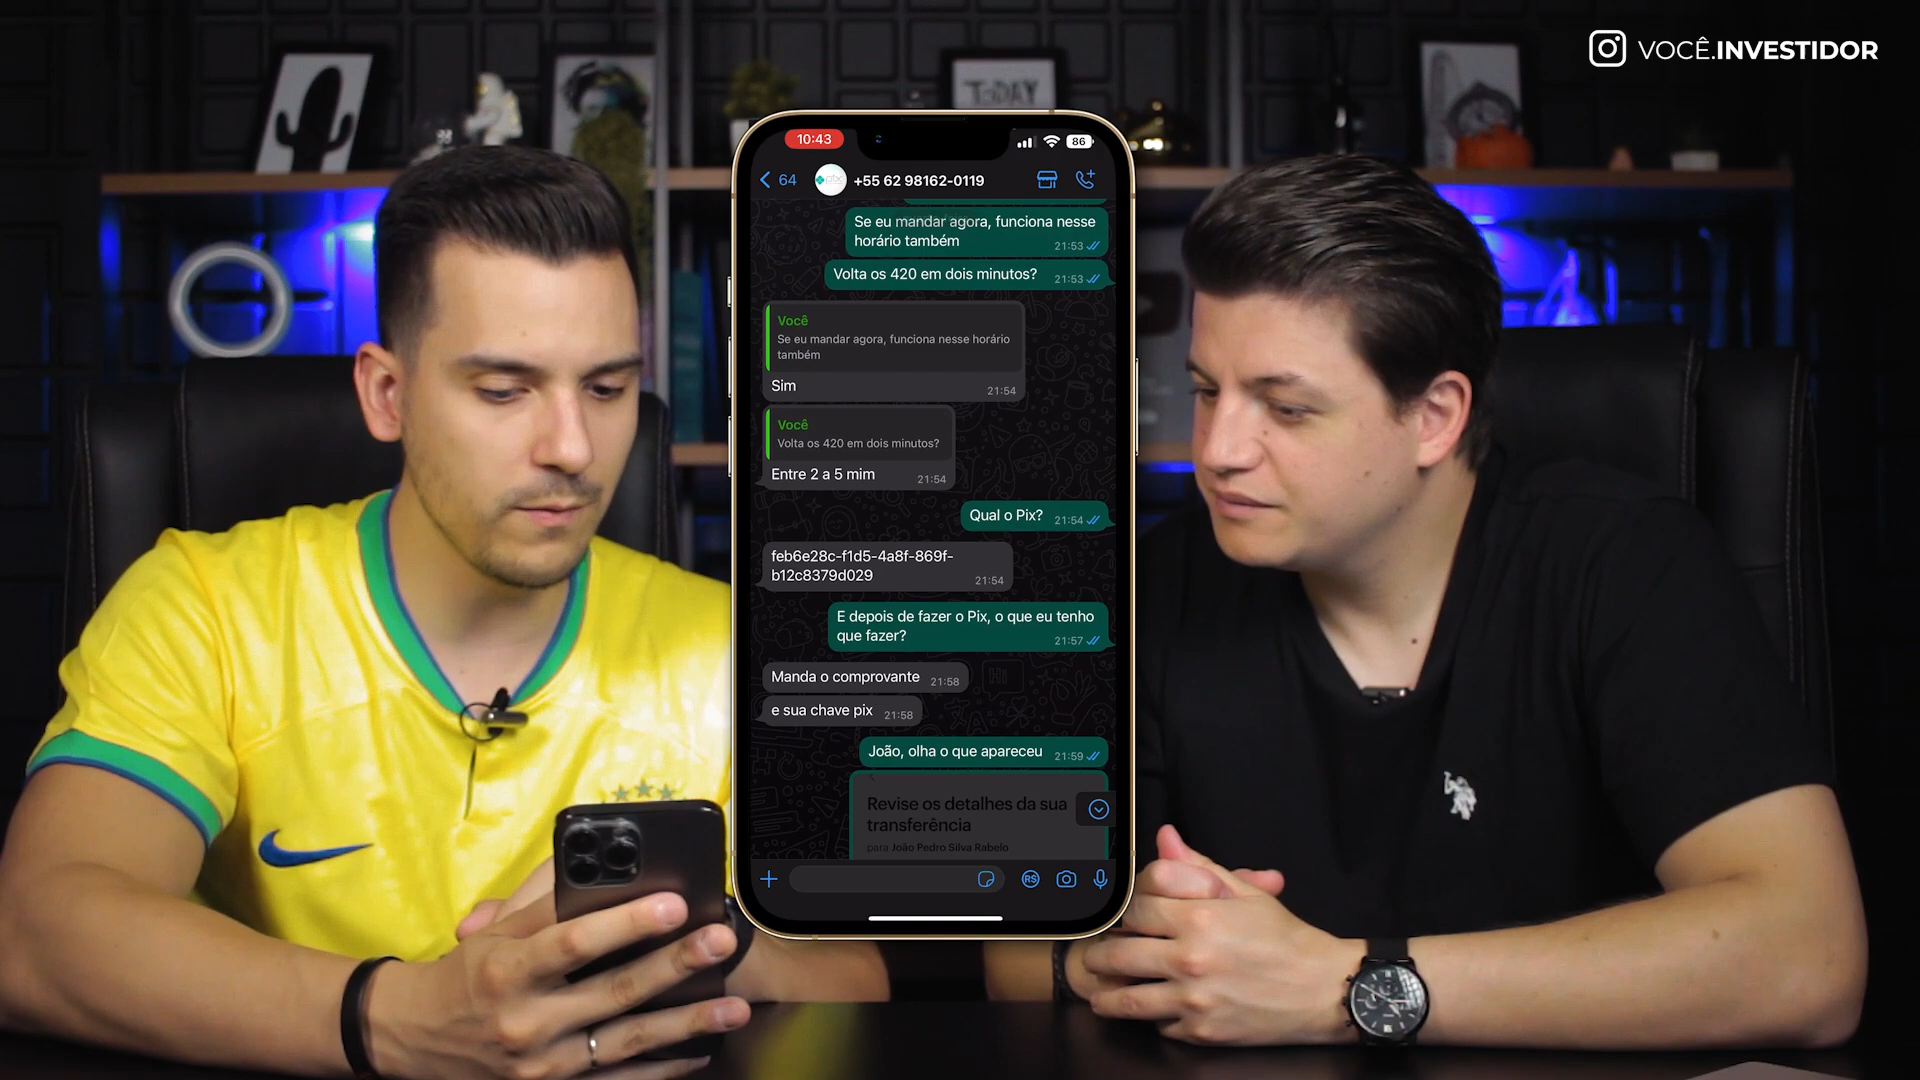 VOCÊ.INVESTIDOR
TODAY
10:43
86
64
+55 62 98162-0119
Se eu mandar agora, funciona nesse
horário também
21:53
Volta os 420 em dois minutos?
21:53
Você
Se eu mandar agora, funciona nesse horário
também
Sim
21:54
Você
Volta os 420 em dois minutos?
Entre 2 a 5 mim
21:54
Qual o Pix?
21:54
feb6e28c-f1d5-4a8f-869f-
b12c8379d029
21:54
E depois de fazer o Pix, o que eu tenho
que fazer?
21:57
Manda o comprovante
21:58
e sua chave pix
21:58
João, olha o que apareceu
21:59
Revise os detalhes da sua
transferência
para João Pedro Silva Rabelo
R$